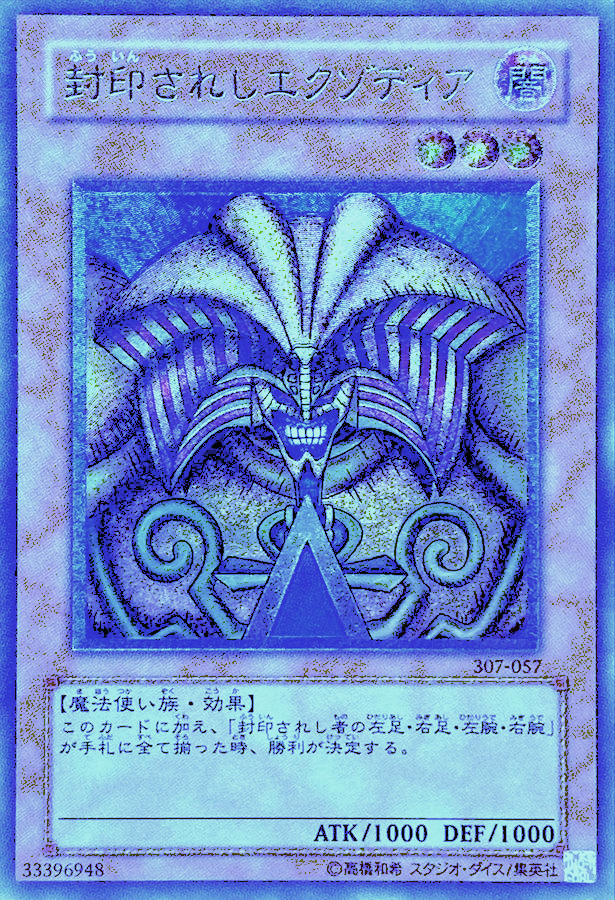 封印されしエクゾディア
闇
307-057
【魔法使い族・効果】
このカードに加え、「封印されし者の左足・右足・左腕・右腕」
が手札に全て揃った時、勝利が決定する。
ATK/1000 DEF/1000
33396948
©高橋和希 スタジオ・ダイス/集英社